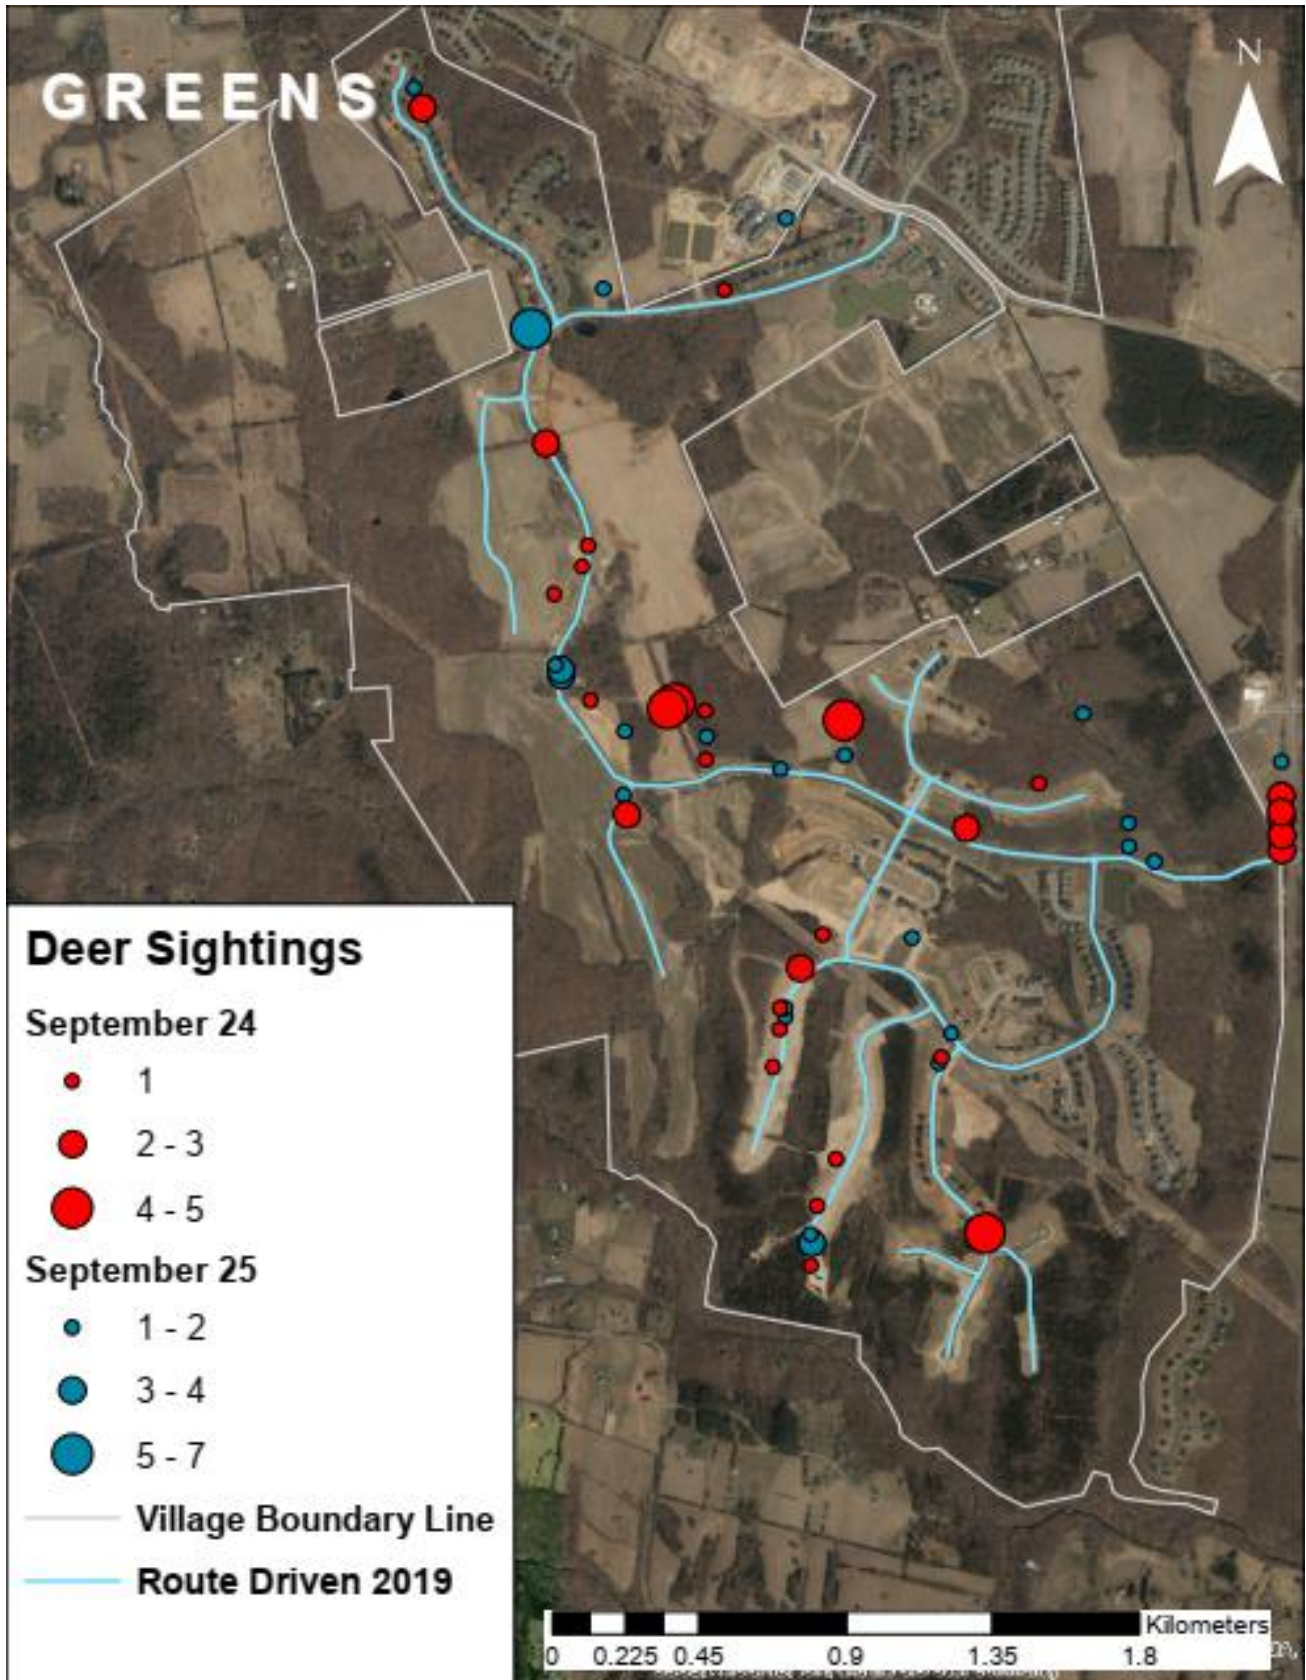 GREENS
N
Deer Sightings
September 24
1
2 - 3
4 - 5
September 25
1 - 2
3 - 4
5 - 7
Village Boundary Line
Route Driven 2019
Kilometers
0 0.225 0.45 0.9 1.35 1.8